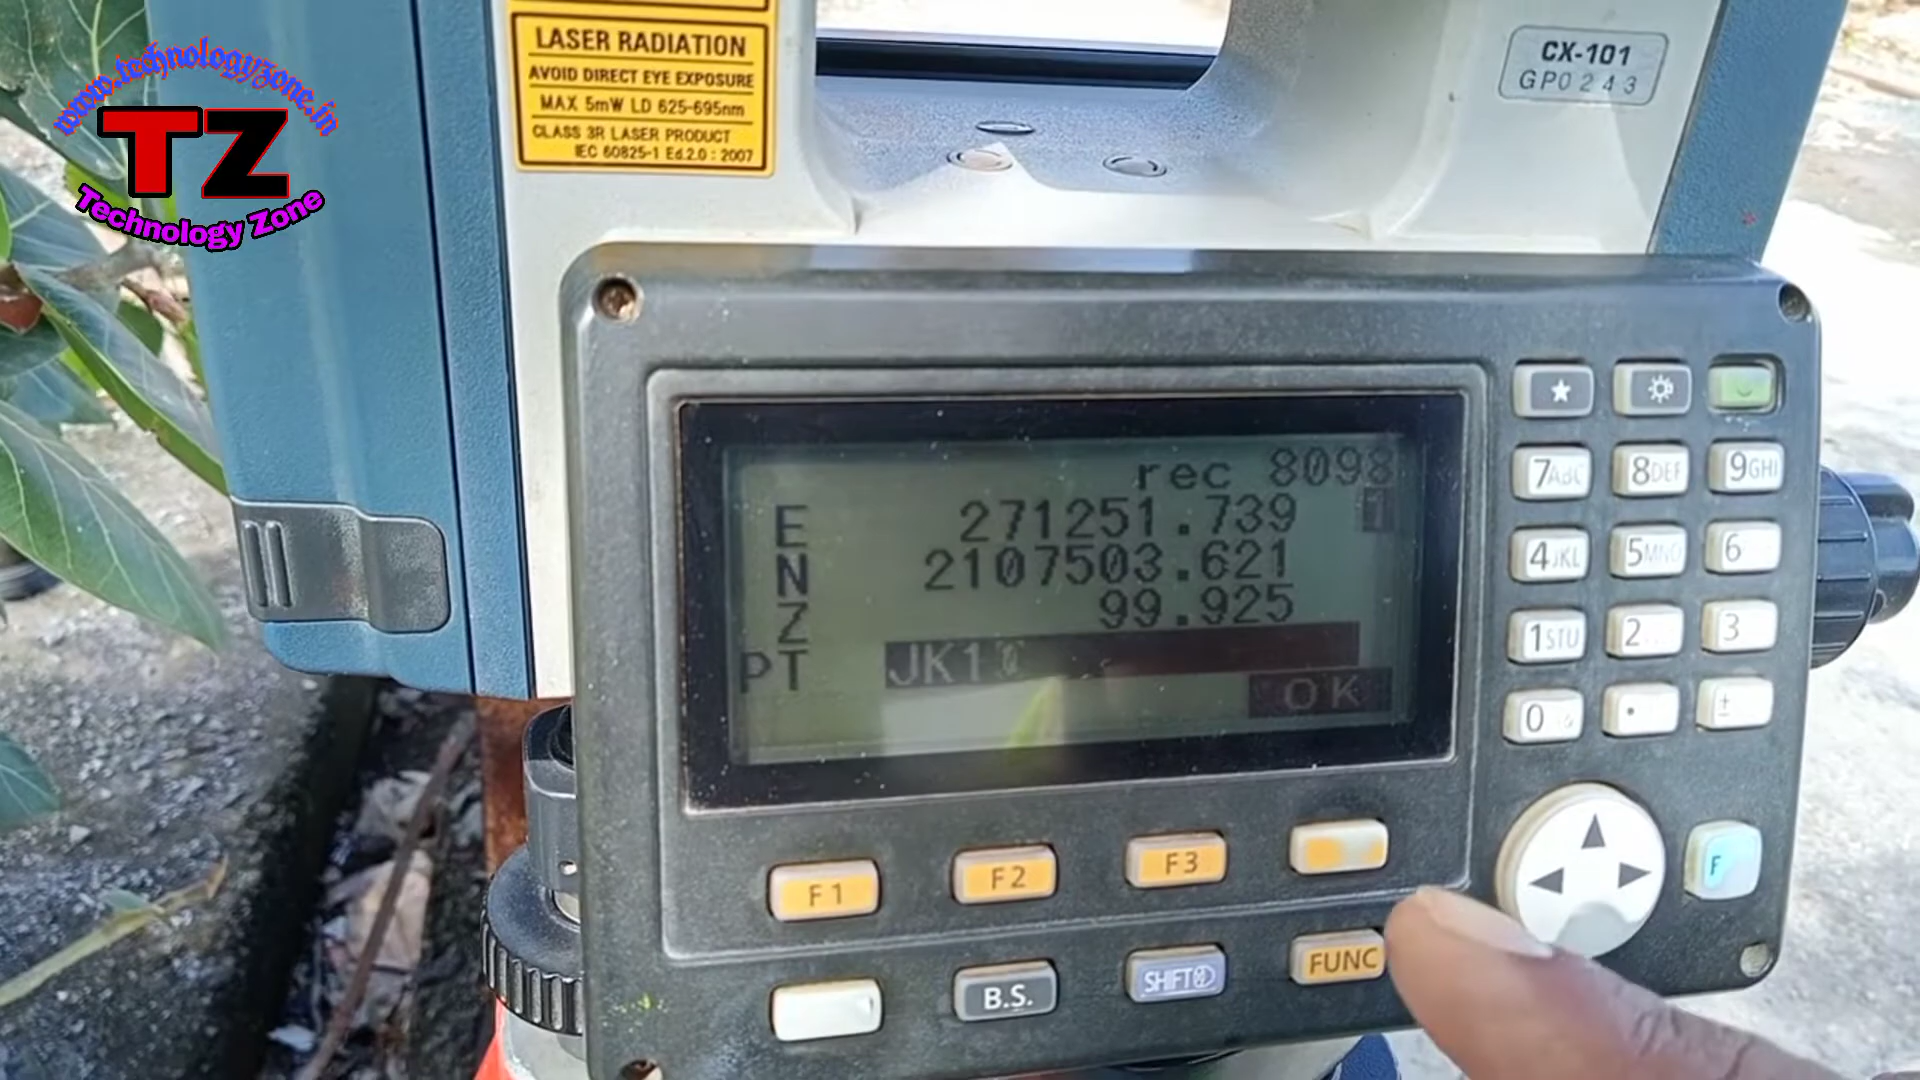 www.technologyzone.in
TZ
Technology Zone
LASER RADIATION
AVOID DIRECT EYE EXPOSURE
MAX 5mW LD 625-695nm
CLASS 3R LASER PRODUCT
IEC 60825-1 Ed.2.0 : 2007
CX-101
GP0243
rec 8098
E 271251.739
N 2107503.621
Z 99.925
PT
OK
7ABC 8DEF 9GHI
4JKL 5MNO 6
1STU 2 3
0 . ±
F1 F2 F3
F
B.S. SHIFT FUNC